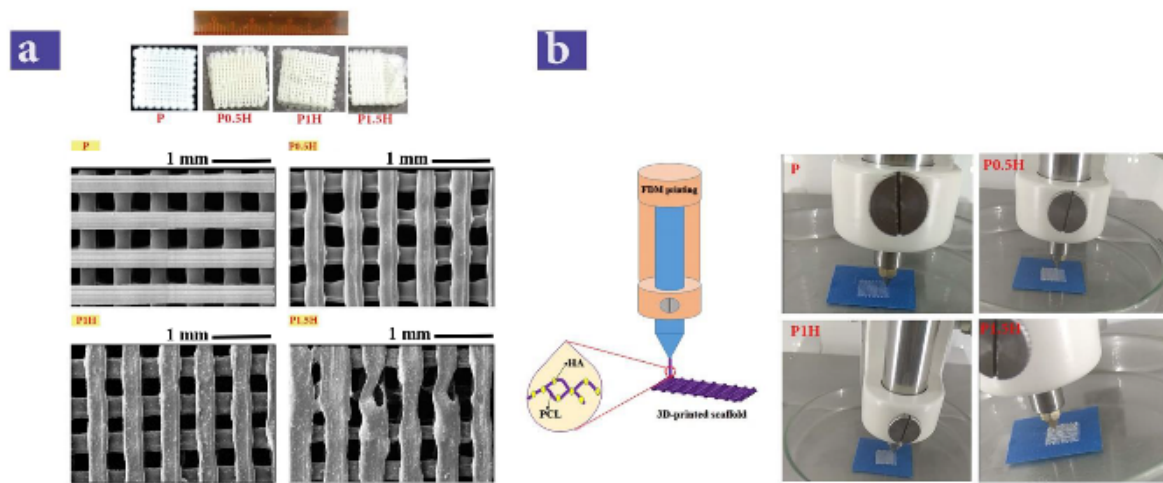 a
P
P0.5H
P1H
P1.5H
P
1 mm
P0.5H
1 mm
P1H
1 mm
P1.5H
1 mm
b
FDM printing
HA
PCL
3D-printed scaffold
P
P0.5H
P1H
P1.5H